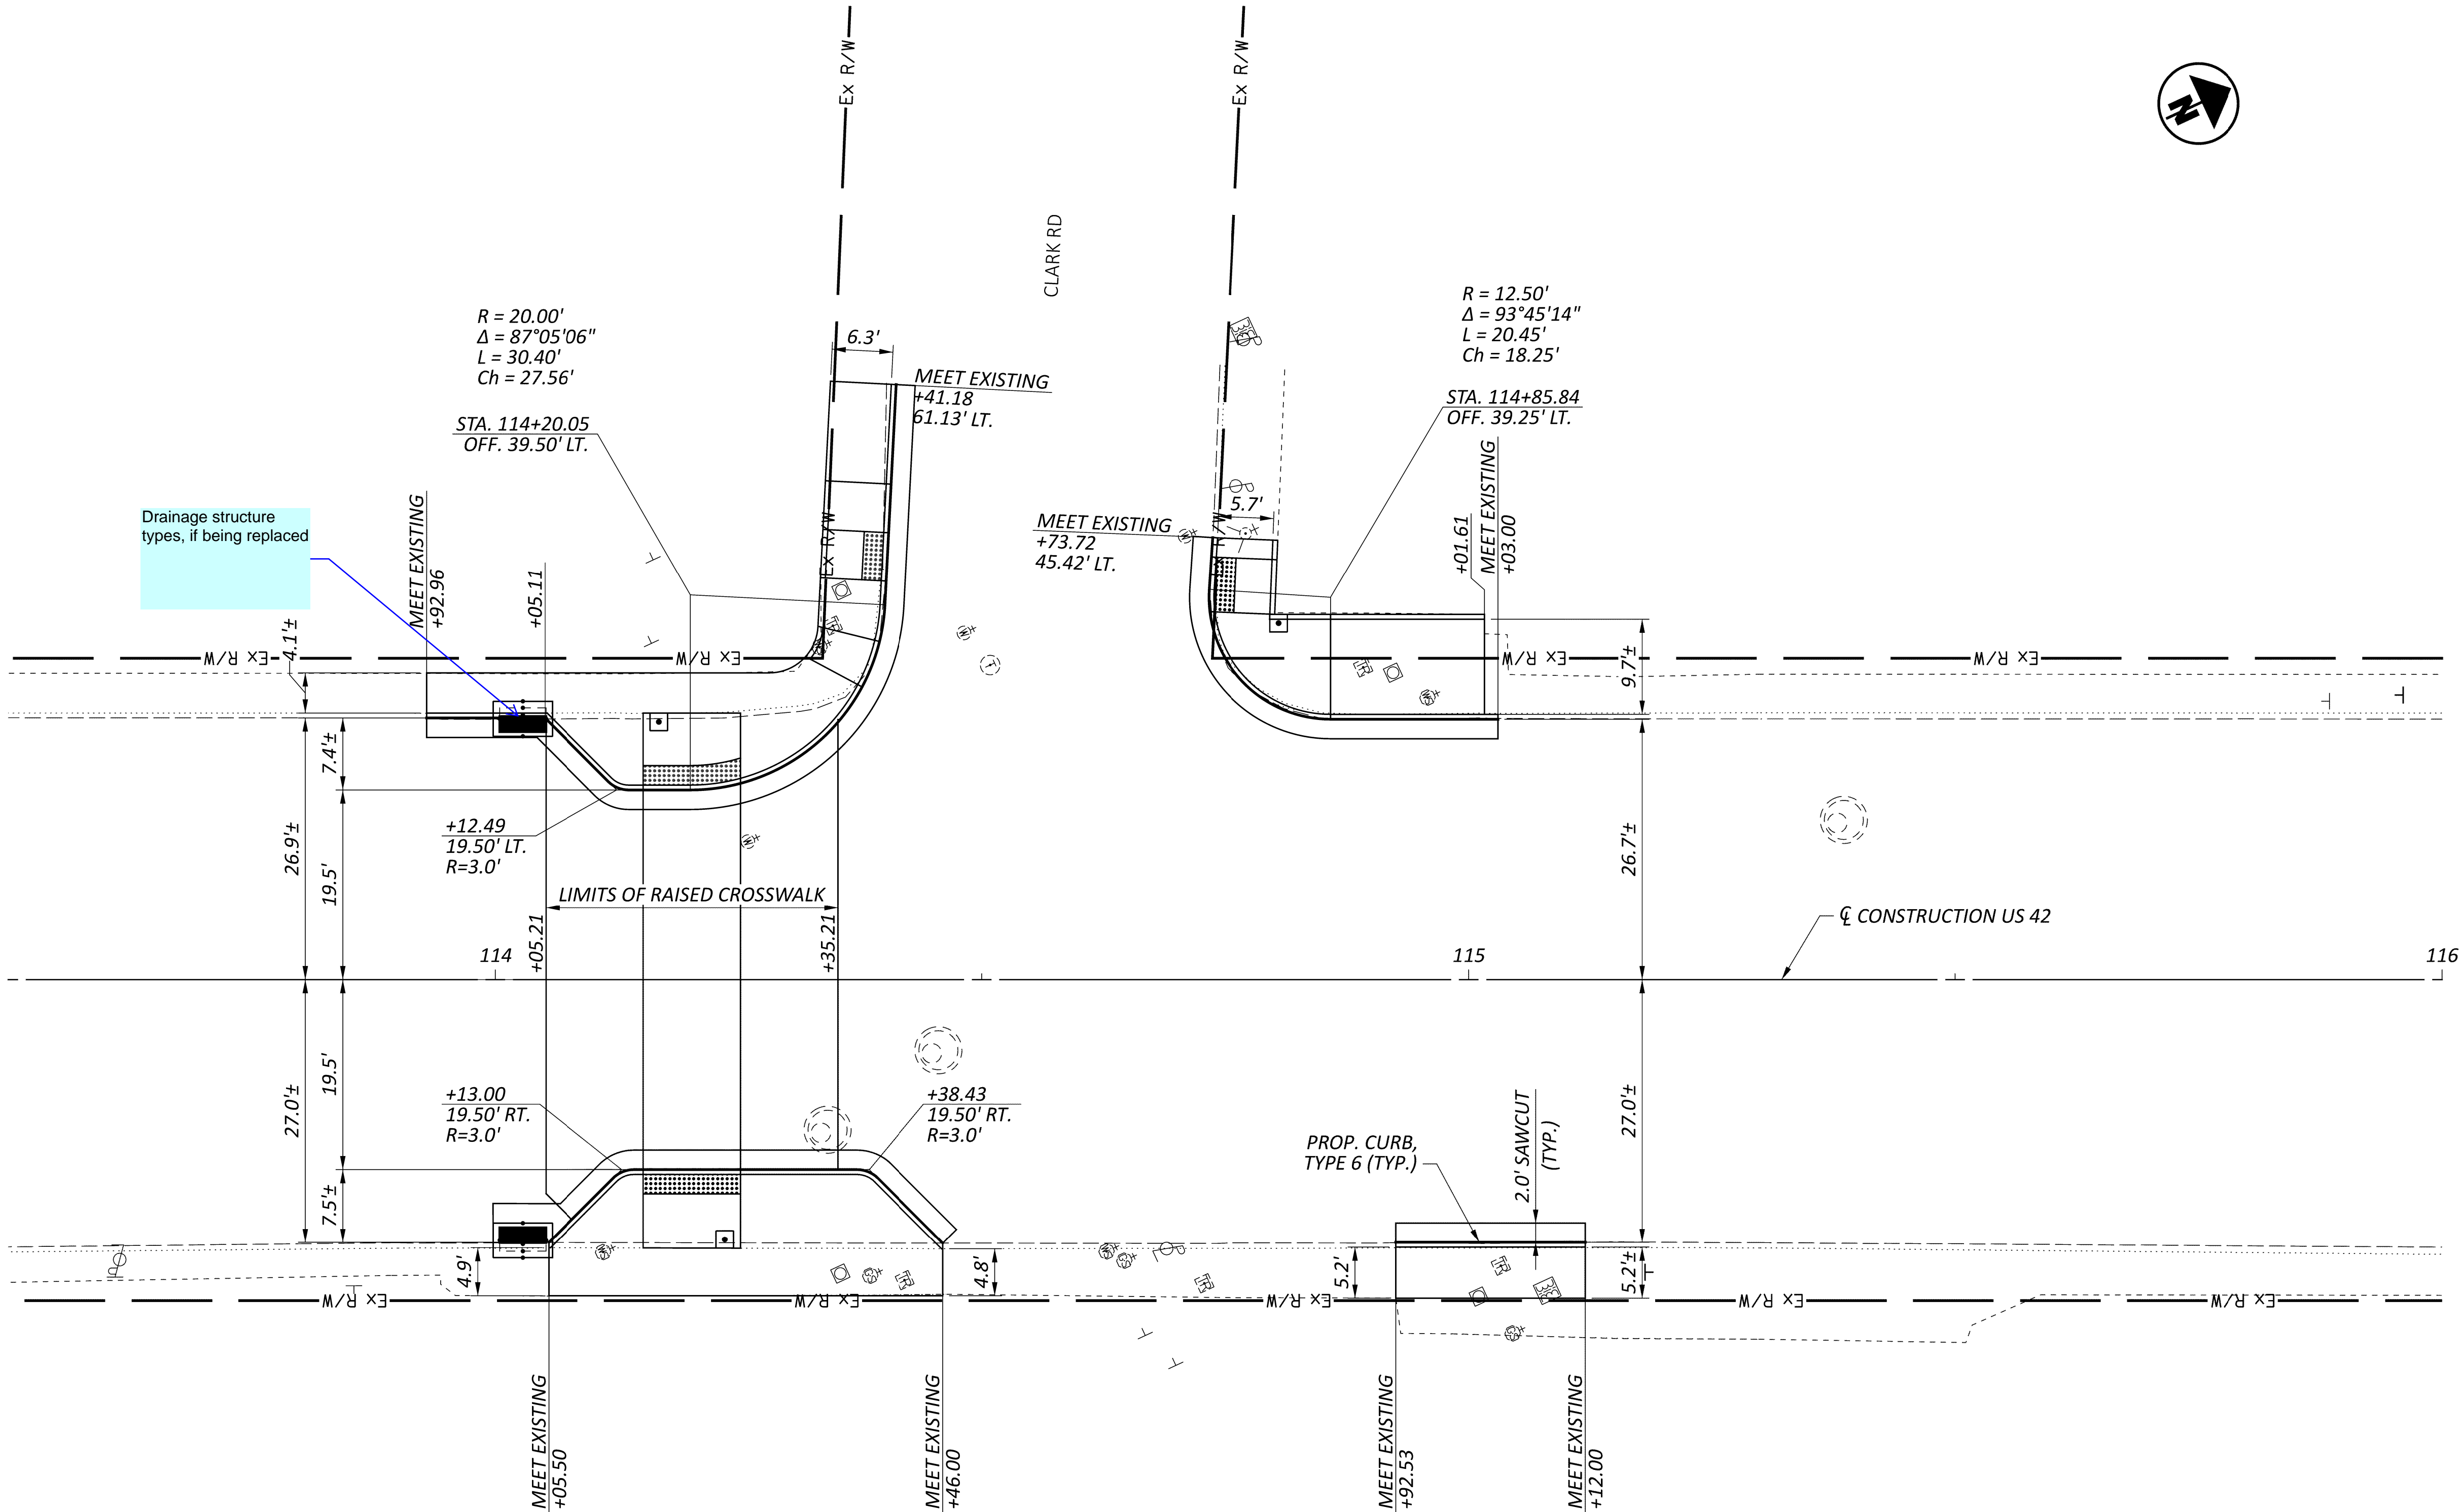 Ex R/W
Ex R/W
N
CLARK RD
R = 20.00'
Δ = 87°05'06"
L = 30.40'
Ch = 27.56'
STA. 114+20.05
OFF. 39.50' LT.
6.3'
MEET EXISTING
+41.18
61.13' LT.
R = 12.50'
Δ = 93°45'14"
L = 20.45'
Ch = 18.25'
STA. 114+85.84
OFF. 39.25' LT.
Drainage structure
types, if being replaced
MEET EXISTING
+92.96
+05.11
Ex R/W
MEET EXISTING
+73.72
45.42' LT.
5.7'
+01.61
MEET EXISTING
+03.00
4.1'±
Ex R/W
Ex R/W
Ex R/W
Ex R/W
9.7'±
7.4'±
26.9'±
19.5'
+12.49
19.50' LT.
R=3.0'
26.7'±
LIMITS OF RAISED CROSSWALK
+05.21
+35.21
℄ CONSTRUCTION US 42
114
115
116
27.0'±
19.5'
+13.00
19.50' RT.
R=3.0'
+38.43
19.50' RT.
R=3.0'
PROP. CURB,
TYPE 6 (TYP.)
2.0' SAWCUT
(TYP.)
27.0'±
7.5'±
4.9'
4.8'
5.2'
5.2'±
TR
TR
TR
TR
Ex R/W
Ex R/W
Ex R/W
Ex R/W
Ex R/W
MEET EXISTING
+05.50
MEET EXISTING
+46.00
MEET EXISTING
+92.53
MEET EXISTING
+12.00